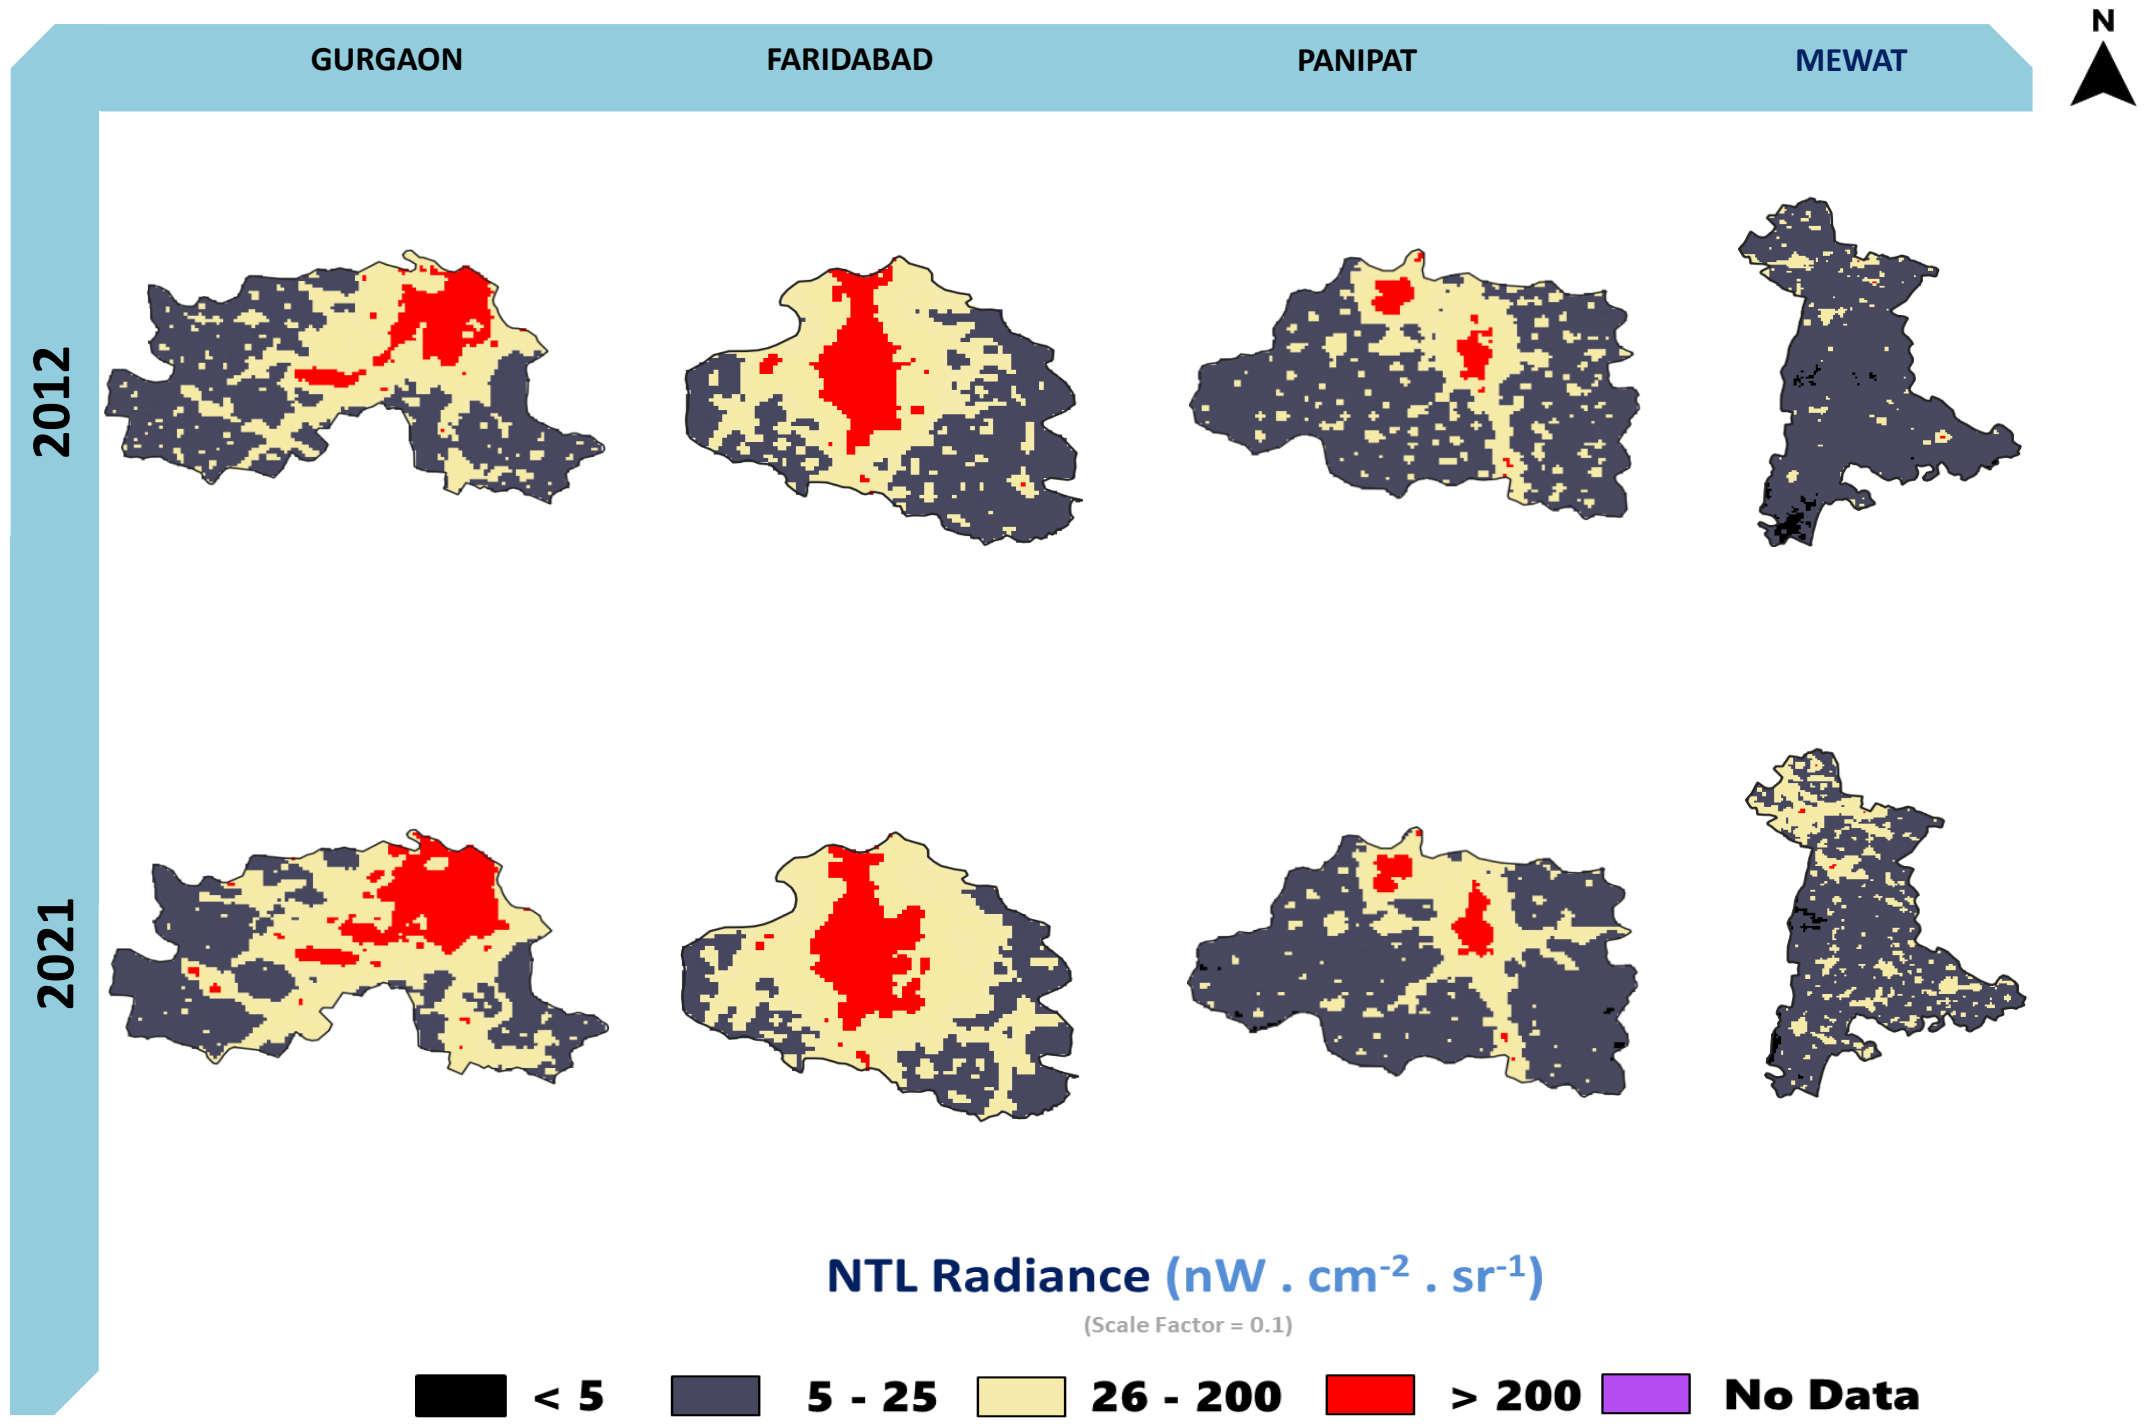 N
GURGAON FARIDABAD PANIPAT MEWAT
2012
2021
NTL Radiance (nW . cm⁻² . sr⁻¹)
(Scale Factor = 0.1)
< 5 5 - 25 26 - 200 > 200 No Data